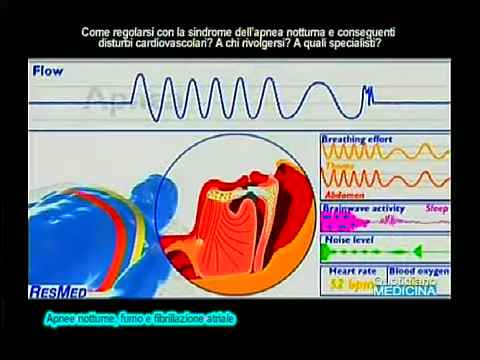 Come regolarsi con la sindrome dell'apnea notturna e conseguenti
disturbi cardiovascolari? A chi rivolgersi? A quali specialisti?
Flow
Breathing effort
Thorax
Abdomen
Brainwave activity Sleep
Noise level
Heart rate Blood oxygen
52 bpm
Quotidiano
MEDICINA
RESMED
Apnee notturne, fumo e fibrillazione atriale